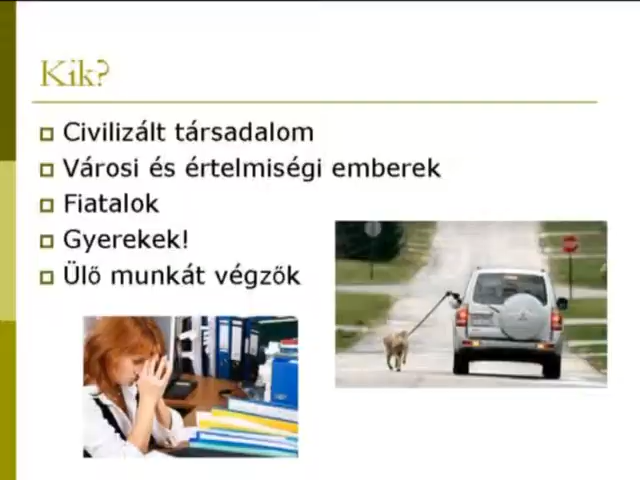 Kik?
Civilizált társadalom
Városi és értelmiségi emberek
Fiatalok
Gyerekek!
Ülő munkát végzők